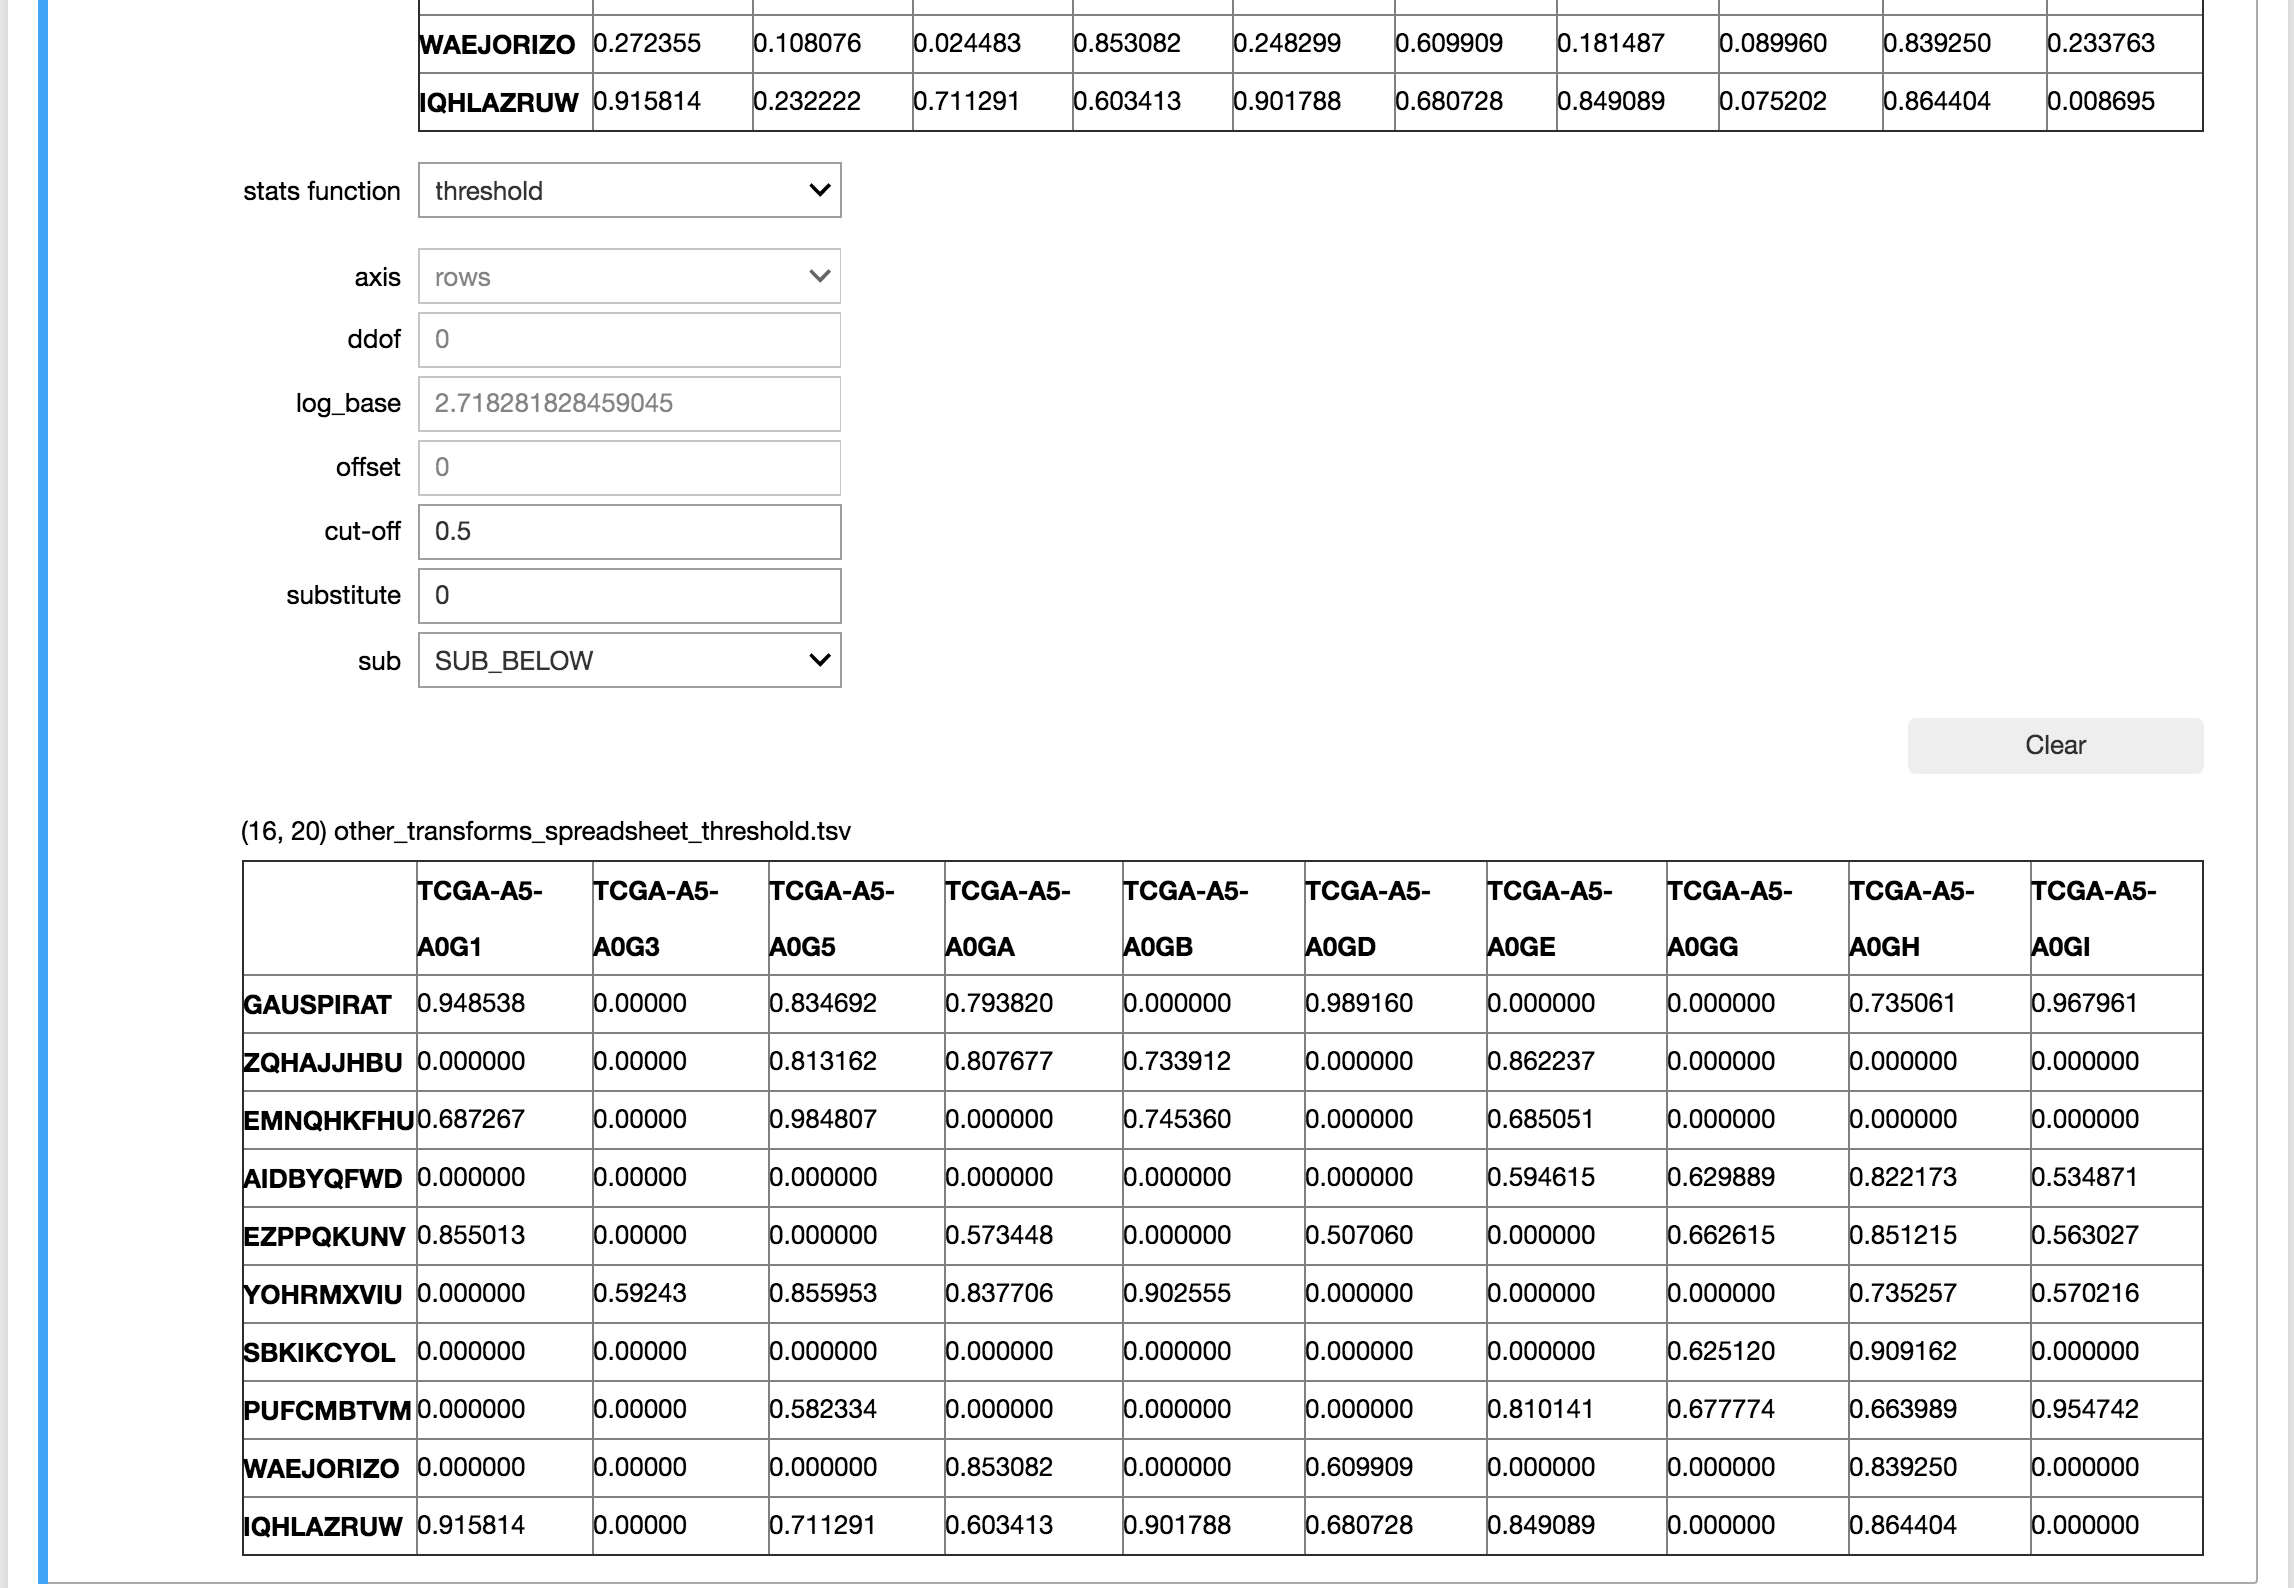 WAEJORIZO 0.272355 0.108076 0.024483 0.853082 0.248299 0.609909 0.181487 0.089960 0.839250 0.233763
IQHLAZRUW 0.915814 0.232222 0.711291 0.603413 0.901788 0.680728 0.849089 0.075202 0.864404 0.008695
stats function threshold
axis rows
ddof 0
log_base 2.718281828459045
offset 0
cut-off 0.5
substitute 0
sub SUB_BELOW
Clear
(16, 20) other_transforms_spreadsheet_threshold.tsv
TCGA-A5- TCGA-A5- TCGA-A5- TCGA-A5- TCGA-A5- TCGA-A5- TCGA-A5- TCGA-A5- TCGA-A5- TCGA-A5-
A0G1 A0G3 A0G5 A0GA A0GB A0GD A0GE A0GG A0GH A0GI
GAUSPIRAT 0.948538 0.00000 0.834692 0.793820 0.000000 0.989160 0.000000 0.000000 0.735061 0.967961
ZQHAJJHBU 0.000000 0.00000 0.813162 0.807677 0.733912 0.000000 0.862237 0.000000 0.000000 0.000000
EMNQHKFHU 0.687267 0.00000 0.984807 0.000000 0.745360 0.000000 0.685051 0.000000 0.000000 0.000000
AIDBYQFWD 0.000000 0.00000 0.000000 0.000000 0.000000 0.000000 0.594615 0.629889 0.822173 0.534871
EZPPQKUNV 0.855013 0.00000 0.000000 0.573448 0.000000 0.507060 0.000000 0.662615 0.851215 0.563027
YOHRMXVIU 0.000000 0.59243 0.855953 0.837706 0.902555 0.000000 0.000000 0.000000 0.735257 0.570216
SBKIKCYOL 0.000000 0.00000 0.000000 0.000000 0.000000 0.000000 0.000000 0.625120 0.909162 0.000000
PUFCMBTVM 0.000000 0.00000 0.582334 0.000000 0.000000 0.000000 0.810141 0.677774 0.663989 0.954742
WAEJORIZO 0.000000 0.00000 0.000000 0.853082 0.000000 0.609909 0.000000 0.000000 0.839250 0.000000
IQHLAZRUW 0.915814 0.00000 0.711291 0.603413 0.901788 0.680728 0.849089 0.000000 0.864404 0.000000